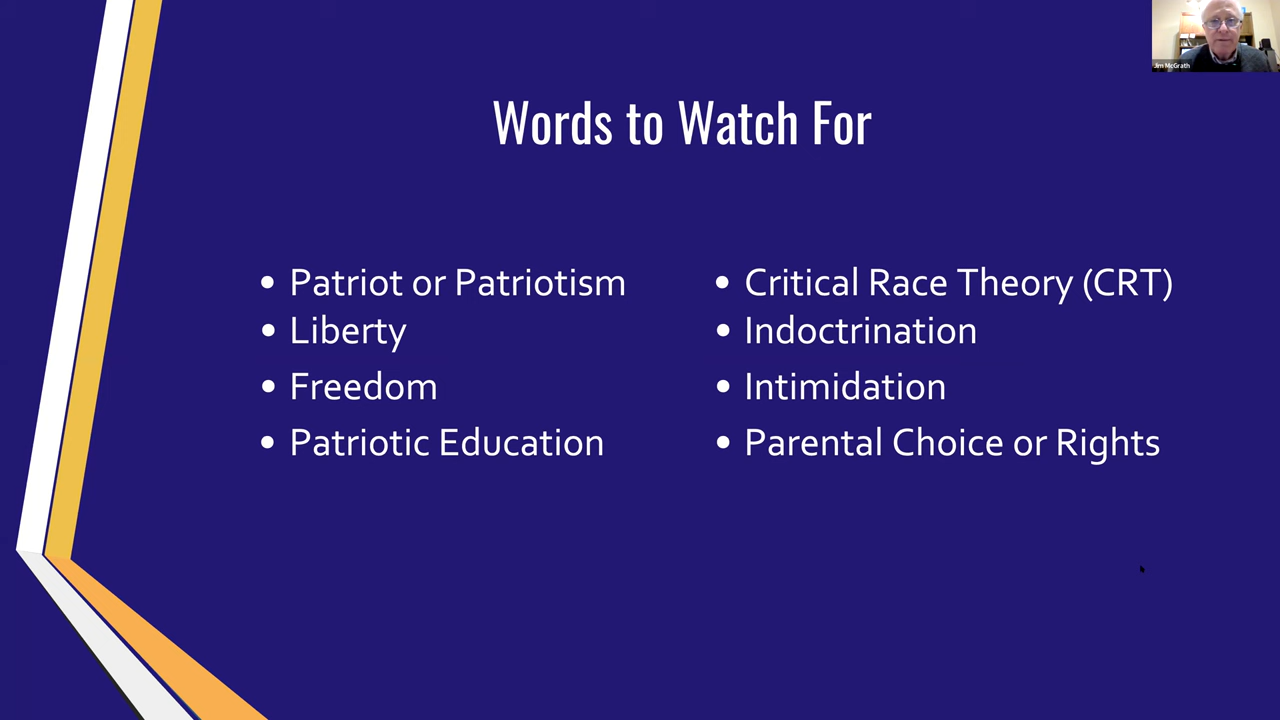 Jim McGrath
Words to Watch For
• Patriot or Patriotism
• Liberty
• Freedom
• Patriotic Education
• Critical Race Theory (CRT)
• Indoctrination
• Intimidation
• Parental Choice or Rights